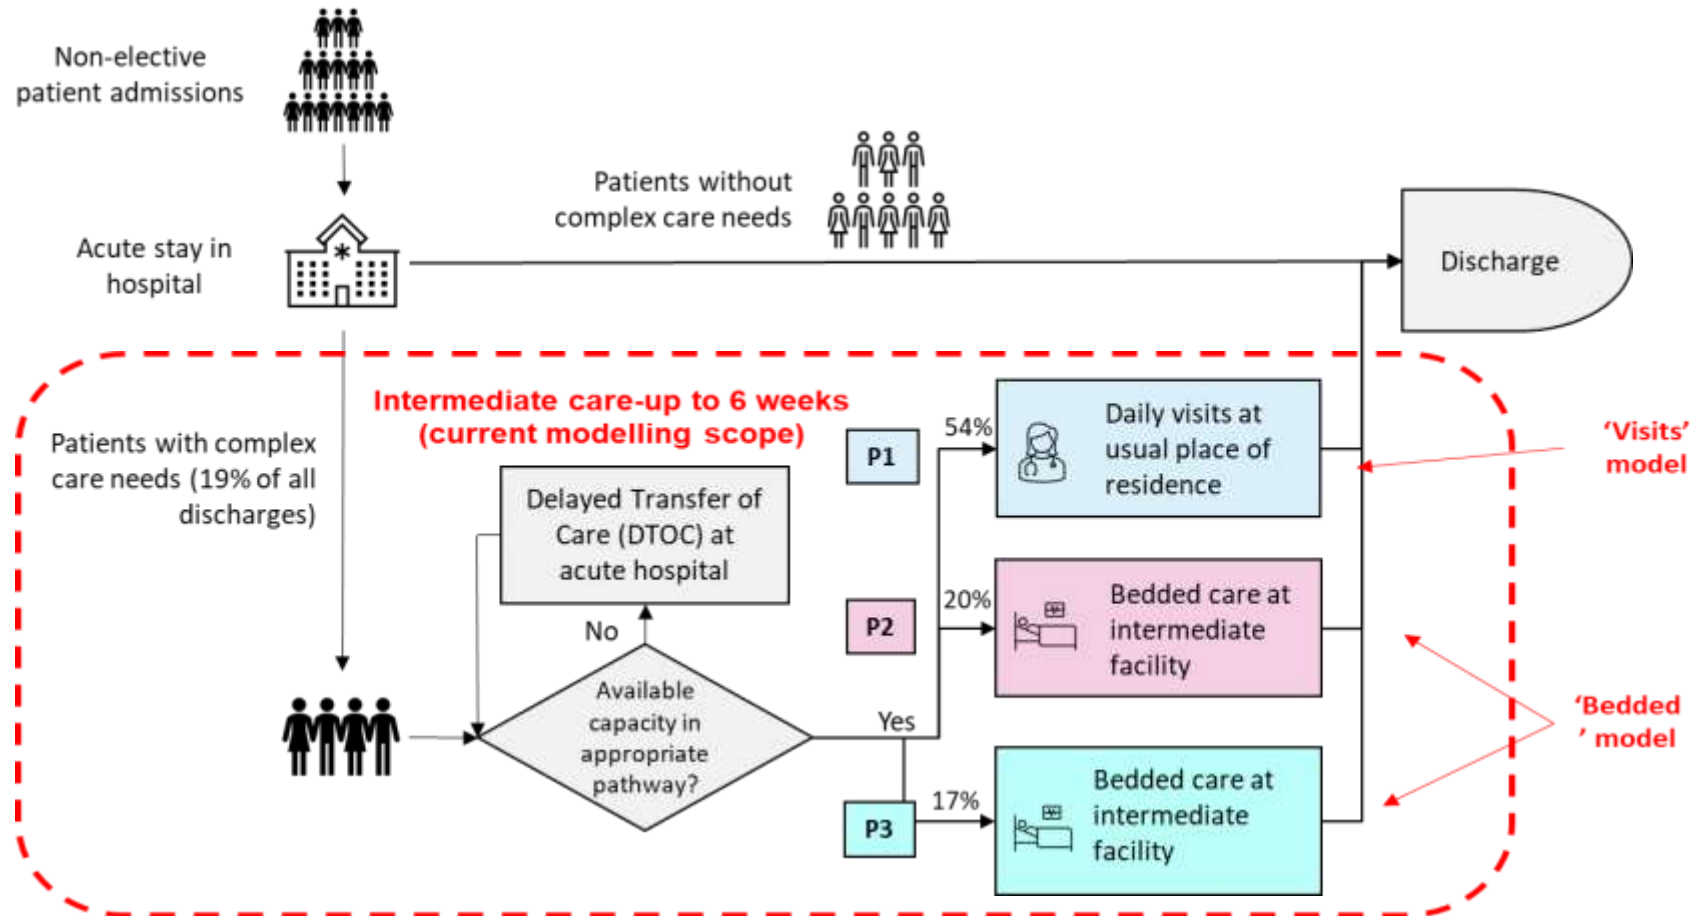 Non-elective
patient admissions
Patients without
complex care needs
Acute stay in
hospital
*
Discharge
Intermediate care-up to 6 weeks
(current modelling scope)
Patients with complex
care needs (19% of all
discharges)
Delayed Transfer of
Care (DTOC) at
acute hospital
No
Available
capacity in
appropriate
pathway?
Yes
P1
54%
Daily visits at
usual place of
residence
P2
20%
Bedded care at
intermediate
facility
P3
17%
Bedded care at
intermediate
facility
‘Visits’
model
‘Bedded
’ model